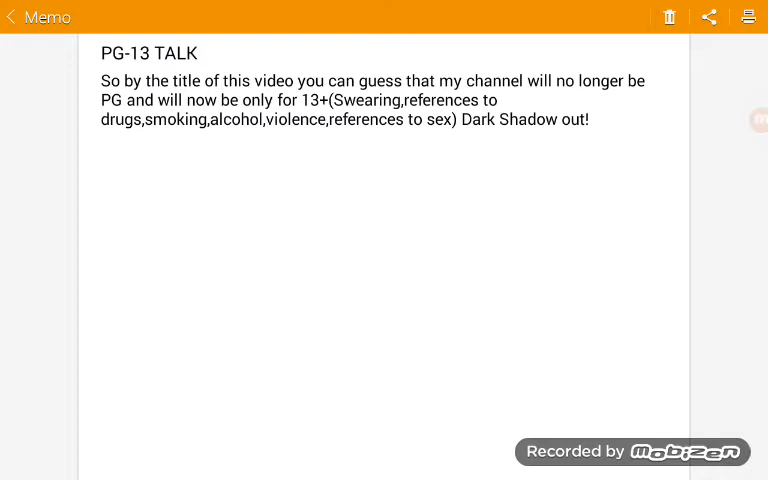 Memo
PG-13 TALK
So by the title of this video you can guess that my channel will no longer be
PG and will now be only for 13+(Swearing,references to
drugs,smoking,alcohol,violence,references to sex) Dark Shadow out!
Recorded by mobizen